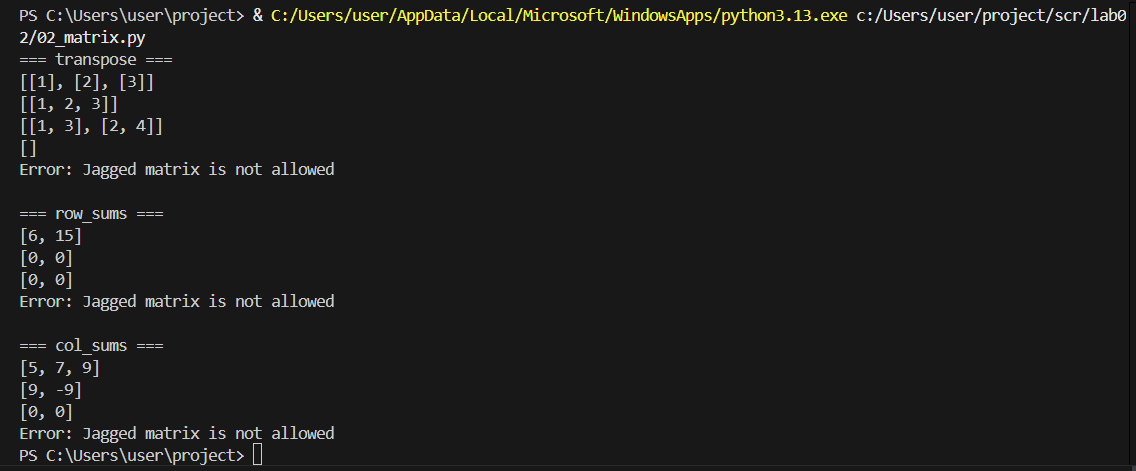 PS C:\Users\user\project> & C:/Users/user/AppData/Local/Microsoft/WindowsApps/python3.13.exe c:/Users/user/project/scr/lab0
2/02_matrix.py
=== transpose ===
[[1], [2], [3]]
[[1, 2, 3]]
[[1, 3], [2, 4]]
[]
Error: Jagged matrix is not allowed

=== row_sums ===
[6, 15]
[0, 0]
[0, 0]
Error: Jagged matrix is not allowed

=== col_sums ===
[5, 7, 9]
[9, -9]
[0, 0]
Error: Jagged matrix is not allowed
PS C:\Users\user\project>